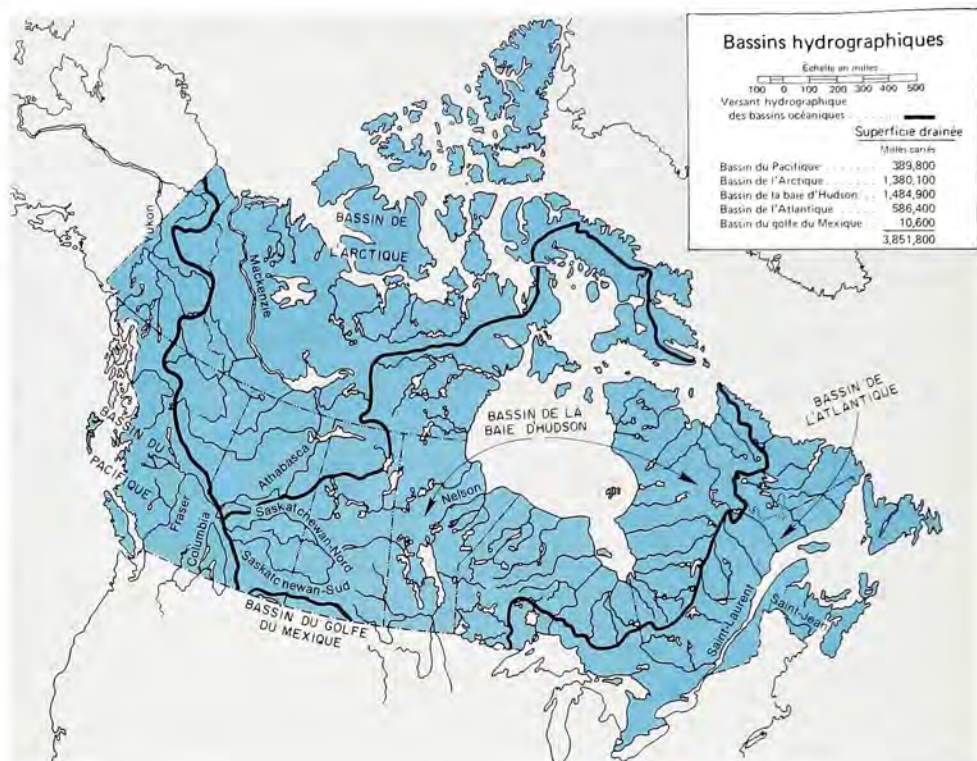 Bassins hydrographiques
Échelle en milles
100 0 100 200 300 400 500
Versant hydrographique
des bassins océaniques
Superficie drainée
Milles carrés
Bassin du Pacifique ........ 389,800
Bassin de l'Arctique ........ 1,380,100
Bassin de la baie d'Hudson . 1,484,900
Bassin de l'Atlantique ....... 586,400
Bassin du golfe du Mexique 10,600
3,851,800
BASSIN DE
L'ARCTIQUE
Yukon
Mackenzie
BASSIN DE LA
BAIE D'HUDSON
BASSIN DE
L'ATLANTIQUE
BASSIN DU
PACIFIQUE
Athabasca
Nelson
Fraser
Columbia
Saskatchewan-Nord
Saskatchewan-Sud
BASSIN DU GOLFE
DU MEXIQUE
Saint-Laurent
Saint-Jean